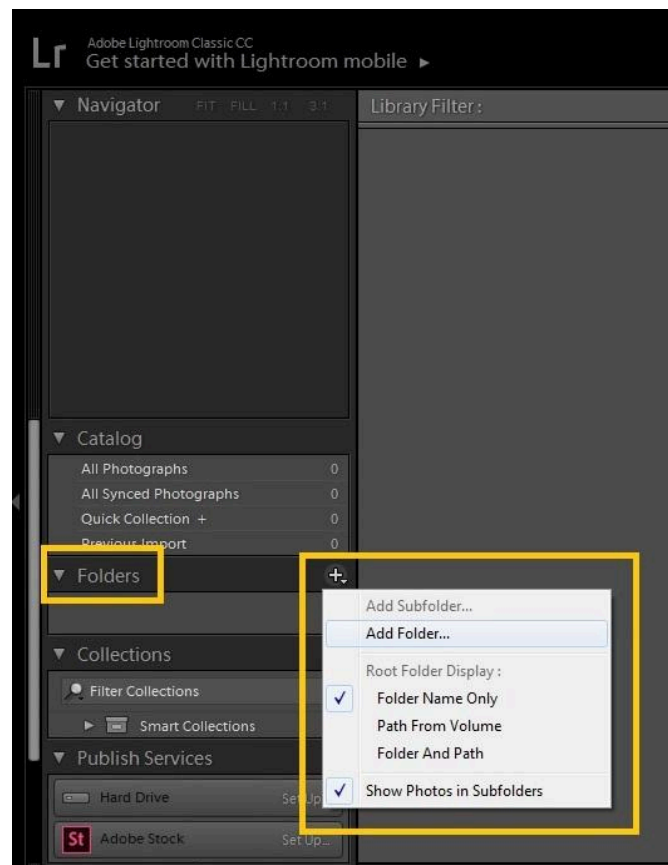 Lr
Adobe Lightroom Classic CC
Get started with Lightroom mobile
Navigator FIT FILL 1:1 3:1
Library Filter :
Catalog
All Photographs 0
All Synced Photographs 0
Quick Collection + 0
Previous Import 0
Folders
Add Subfolder...
Add Folder...
Root Folder Display :
Folder Name Only
Path From Volume
Folder And Path
Show Photos in Subfolders
Collections
Filter Collections
Smart Collections
Publish Services
Hard Drive Set Up...
St Adobe Stock Set Up...